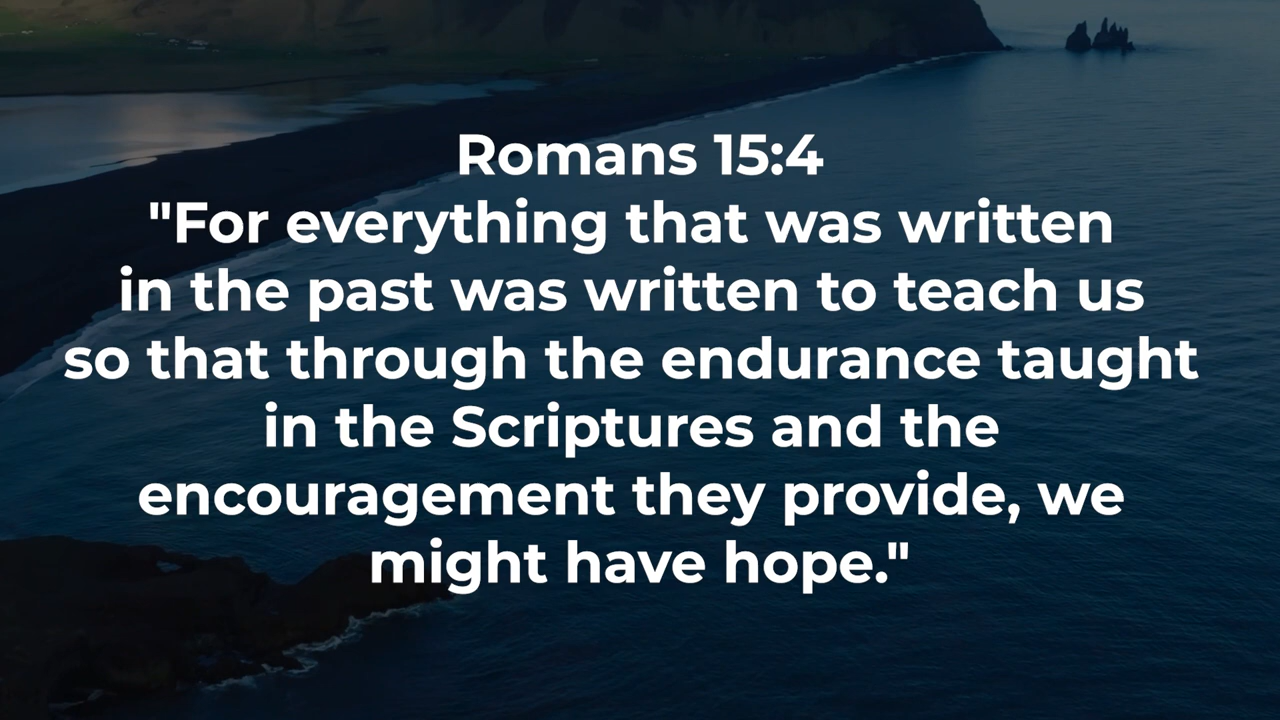 Romans 15:4
"For everything that was written
in the past was written to teach us
so that through the endurance taught
in the Scriptures and the
encouragement they provide, we
might have hope."